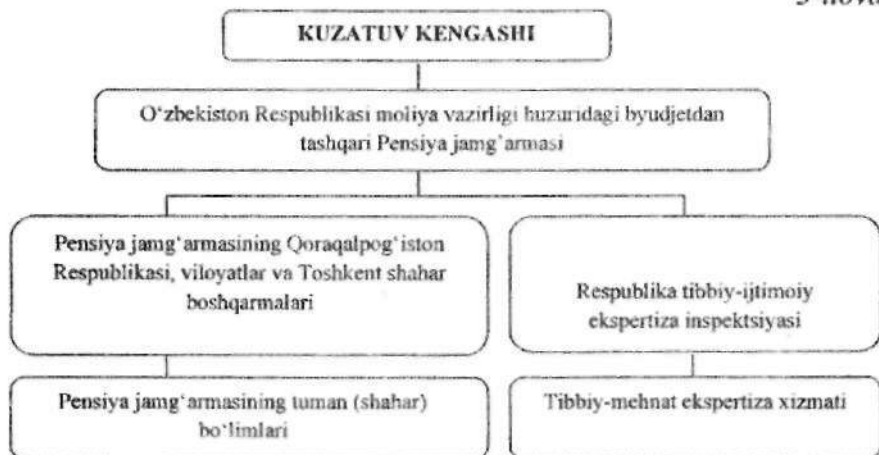 KUZATUV KENGASHI
O‘zbekiston Respublikasi moliya vazirligi huzuridagi byudjetdan
tashqari Pensiya jamg‘armasi
Pensiya jamg‘armasining Qoraqalpog‘iston
Respublikasi, viloyatlar va Toshkent shahar
boshqarmalari
Respublika tibbiy-ijtimoiy
ekspertiza inspektsiyasi
Pensiya jamg‘armasining tuman (shahar)
bo‘limlari
Tibbiy-mehnat ekspertiza xizmati